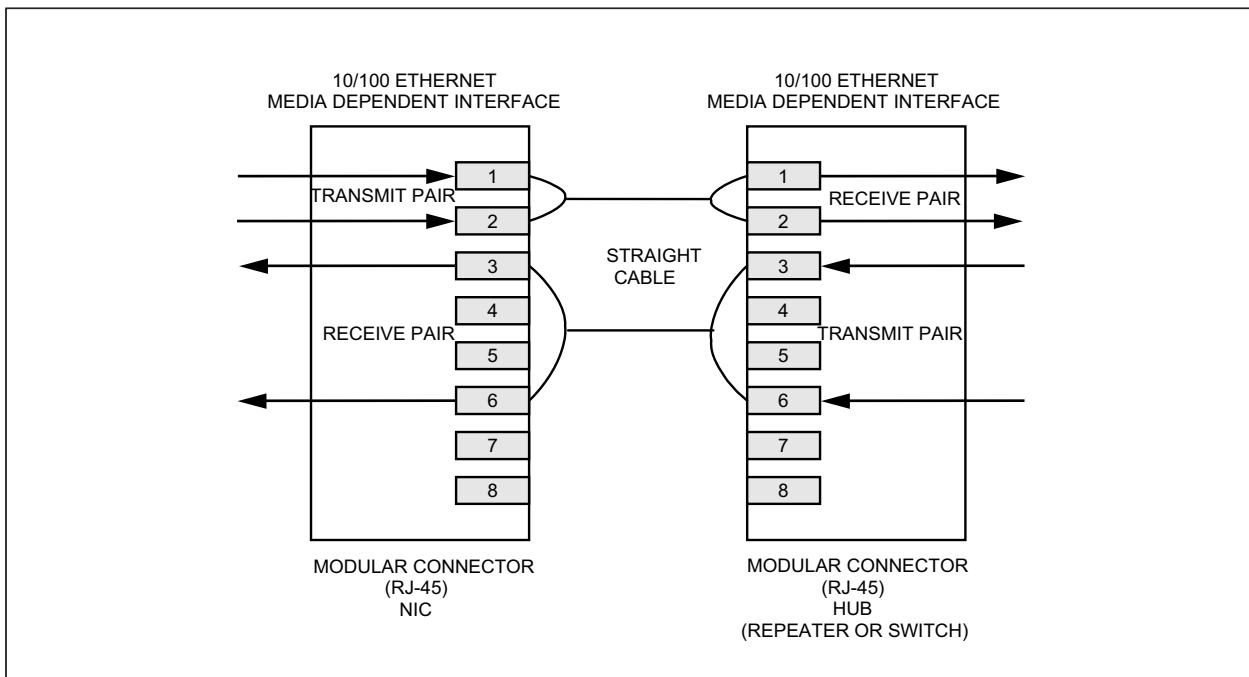 10/100 ETHERNET
MEDIA DEPENDENT INTERFACE
1
TRANSMIT PAIR
2
3
4
RECEIVE PAIR
5
6
7
8
MODULAR CONNECTOR
(RJ-45)
NIC
STRAIGHT
CABLE
10/100 ETHERNET
MEDIA DEPENDENT INTERFACE
1
RECEIVE PAIR
2
3
4
TRANSMIT PAIR
5
6
7
8
MODULAR CONNECTOR
(RJ-45)
HUB
(REPEATER OR SWITCH)